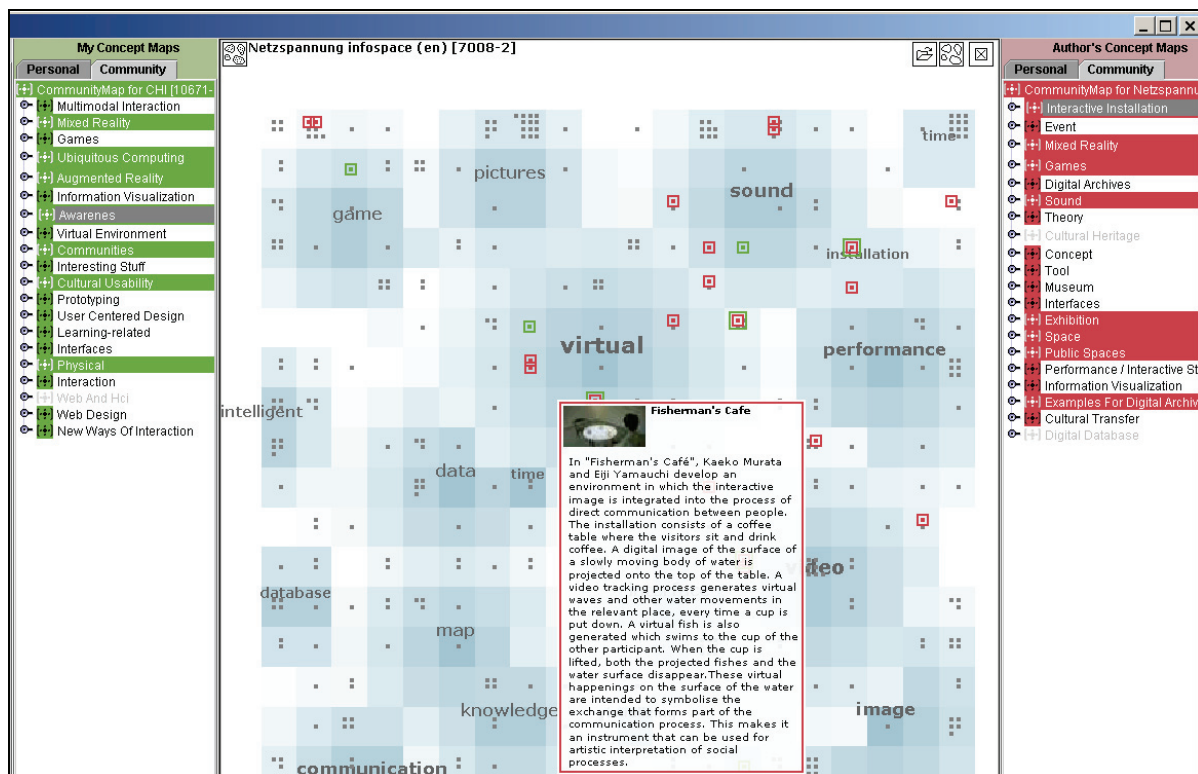 My Concept Maps
Personal Community
CommunityMap for CHI [10671-
Multimodal Interaction
Mixed Reality
Games
Ubiquitous Computing
Augmented Reality
Information Visualization
Awarenes
Virtual Environment
Communities
Interesting Stuff
Cultural Usability
Prototyping
User Centered Design
Learning-related
Interfaces
Physical
Interaction
Web And Hci
Web Design
New Ways Of Interaction
Netzspannung infospace (en) [7008-2]
time
pictures
sound
game
installation
virtual
performance
intelligent
data
time
video
database
map
knowledge
image
communication
Fisherman's Cafe
In "Fisherman's Café", Kaeko Murata
and Eiji Yamauchi develop an
environment in which the interactive
image is integrated into the process of
direct communication between people.
The installation consists of a coffee
table where the visitors sit and drink
coffee. A digital image of the surface of
a slowly moving body of water is
projected onto the top of the table. A
video tracking process generates virtual
waves and other water movements in
the relevant place, every time a cup is
put down. A virtual fish is also
generated which swims to the cup of the
other participant. When the cup is
lifted, both the projected fishes and the
water surface disappear.These virtual
happenings on the surface of the water
are intended to symbolise the
exchange that forms part of the
communication process. This makes it
an instrument that can be used for
artistic interpretation of social
processes.
Author's Concept Maps
Personal Community
CommunityMap for Netzspannu
Interactive Installation
Event
Mixed Reality
Games
Digital Archives
Sound
Theory
Cultural Heritage
Concept
Tool
Museum
Interfaces
Exhibition
Space
Public Spaces
Performance / Interactive St
Information Visualization
Examples For Digital Archiv
Cultural Transfer
Digital Database